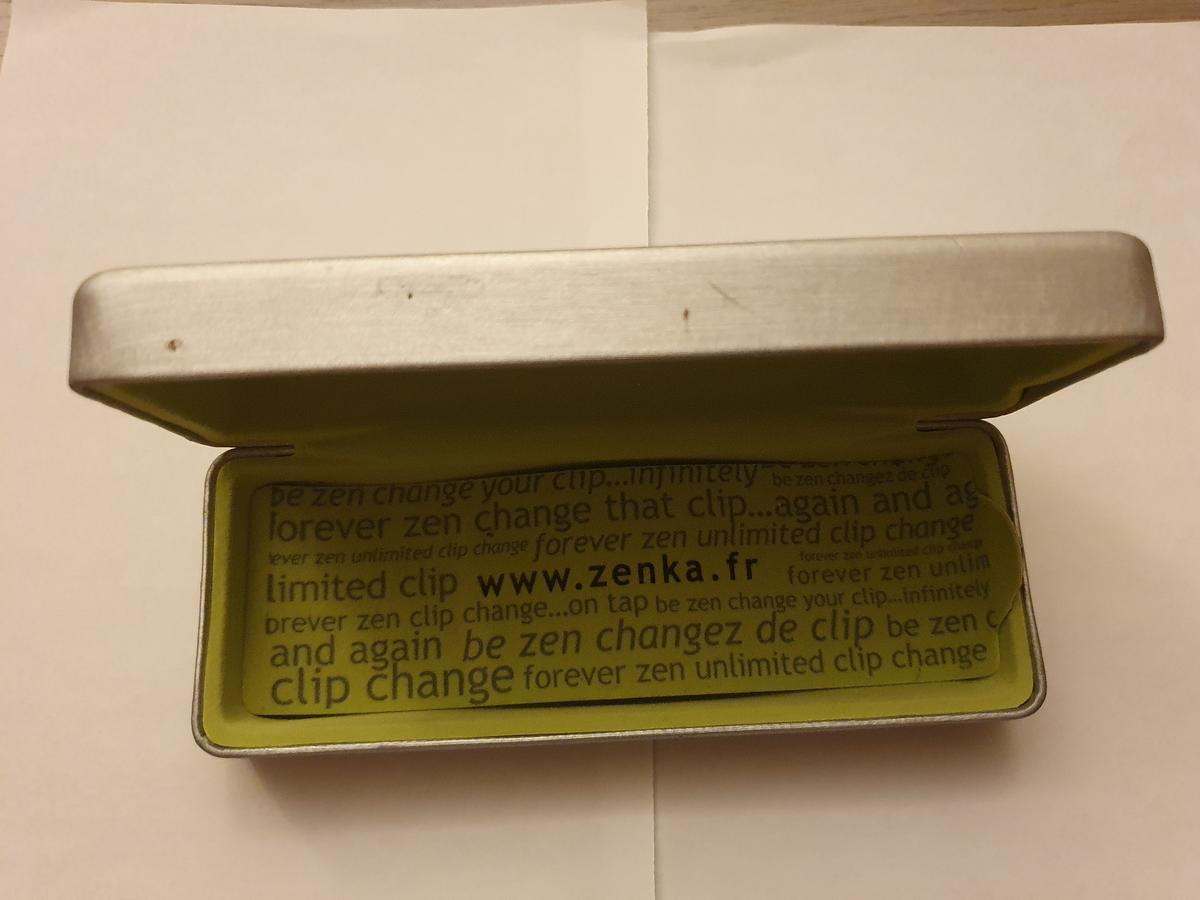 be zen change your clip...infinitely
be zen changez de clip
forever zen change that clip...again and ag
ever zen unlimited clip change forever zen unlimited clip change
forever zen unlimited clip change
limited clip www.zenka.fr forever zen unlim
orever zen clip change...on tap be zen change your clip...infinitely
and again be zen changez de clip be zen c
clip change forever zen unlimited clip change